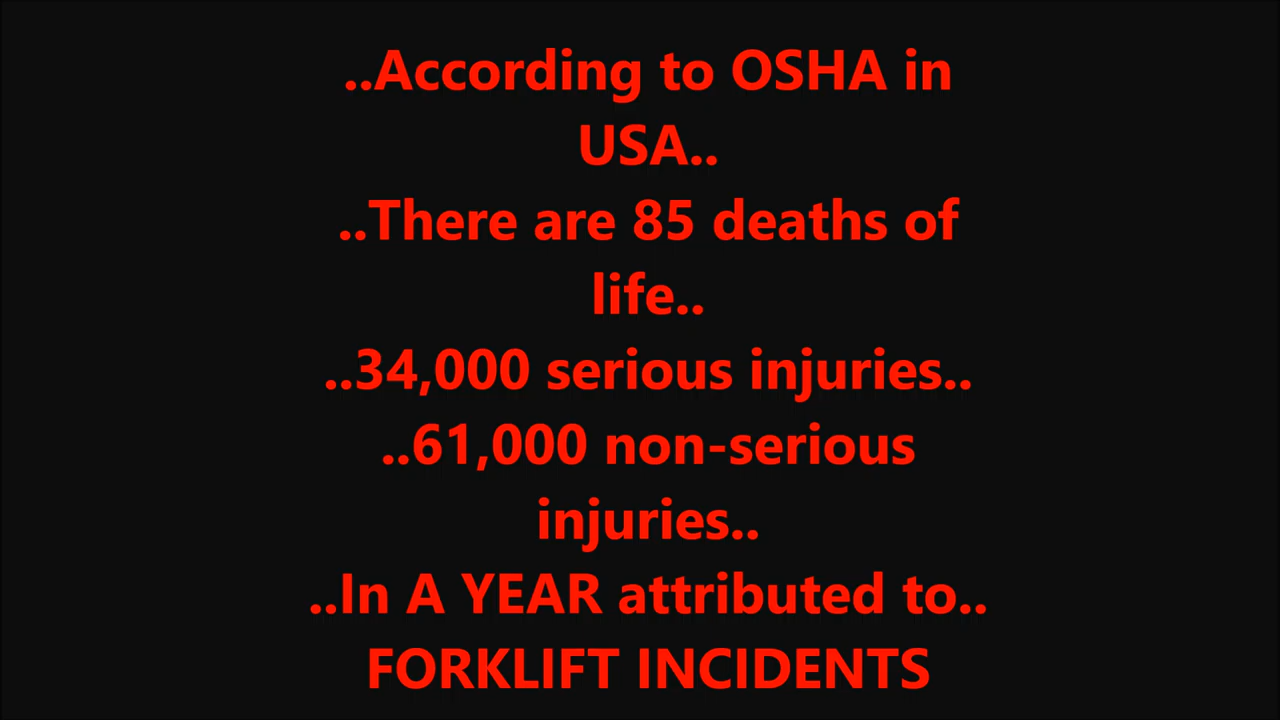 ..According to OSHA in
USA..
..There are 85 deaths of
life..
..34,000 serious injuries..
..61,000 non-serious
injuries..
..In A YEAR attributed to..
FORKLIFT INCIDENTS